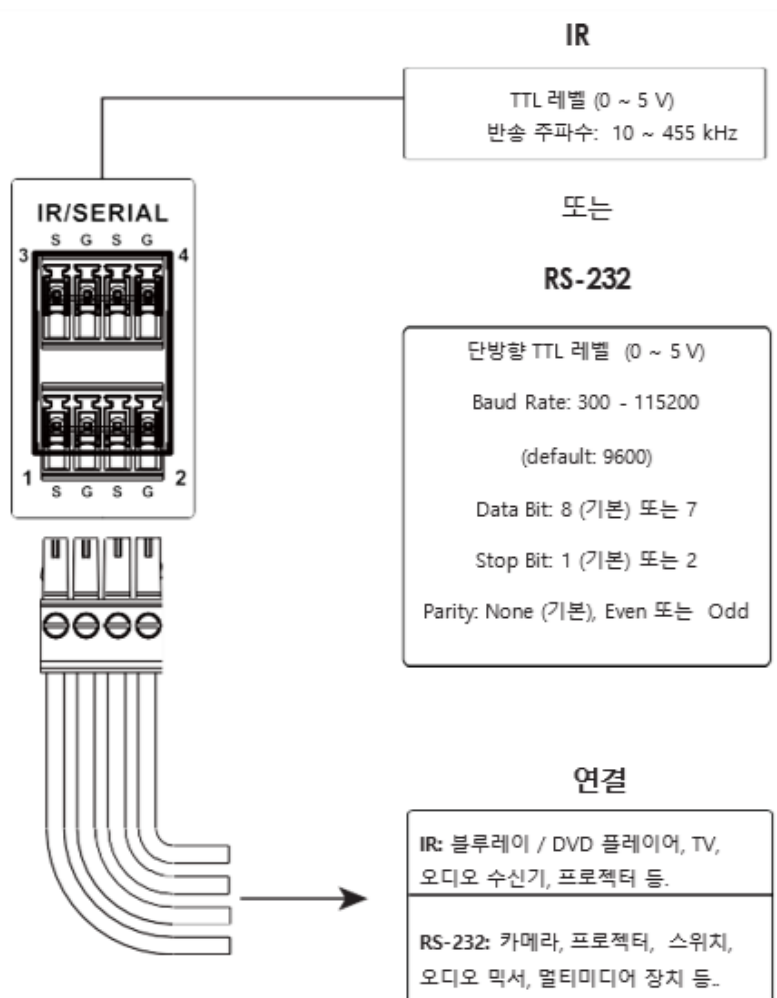 IR
TTL 레벨 (0 ~ 5 V)
반송 주파수: 10 ~ 455 kHz
또는
RS-232
단방향 TTL 레벨 (0 ~ 5 V)
Baud Rate: 300 - 115200
(default: 9600)
Data Bit: 8 (기본) 또는 7
Stop Bit: 1 (기본) 또는 2
Parity: None (기본), Even 또는 Odd
IR/SERIAL
S G S G
3 4
1 2
S G S G
연결
IR: 블루레이 / DVD 플레이어, TV,
오디오 수신기, 프로젝터 등.
RS-232: 카메라, 프로젝터, 스위치,
오디오 믹서, 멀티미디어 장치 등..